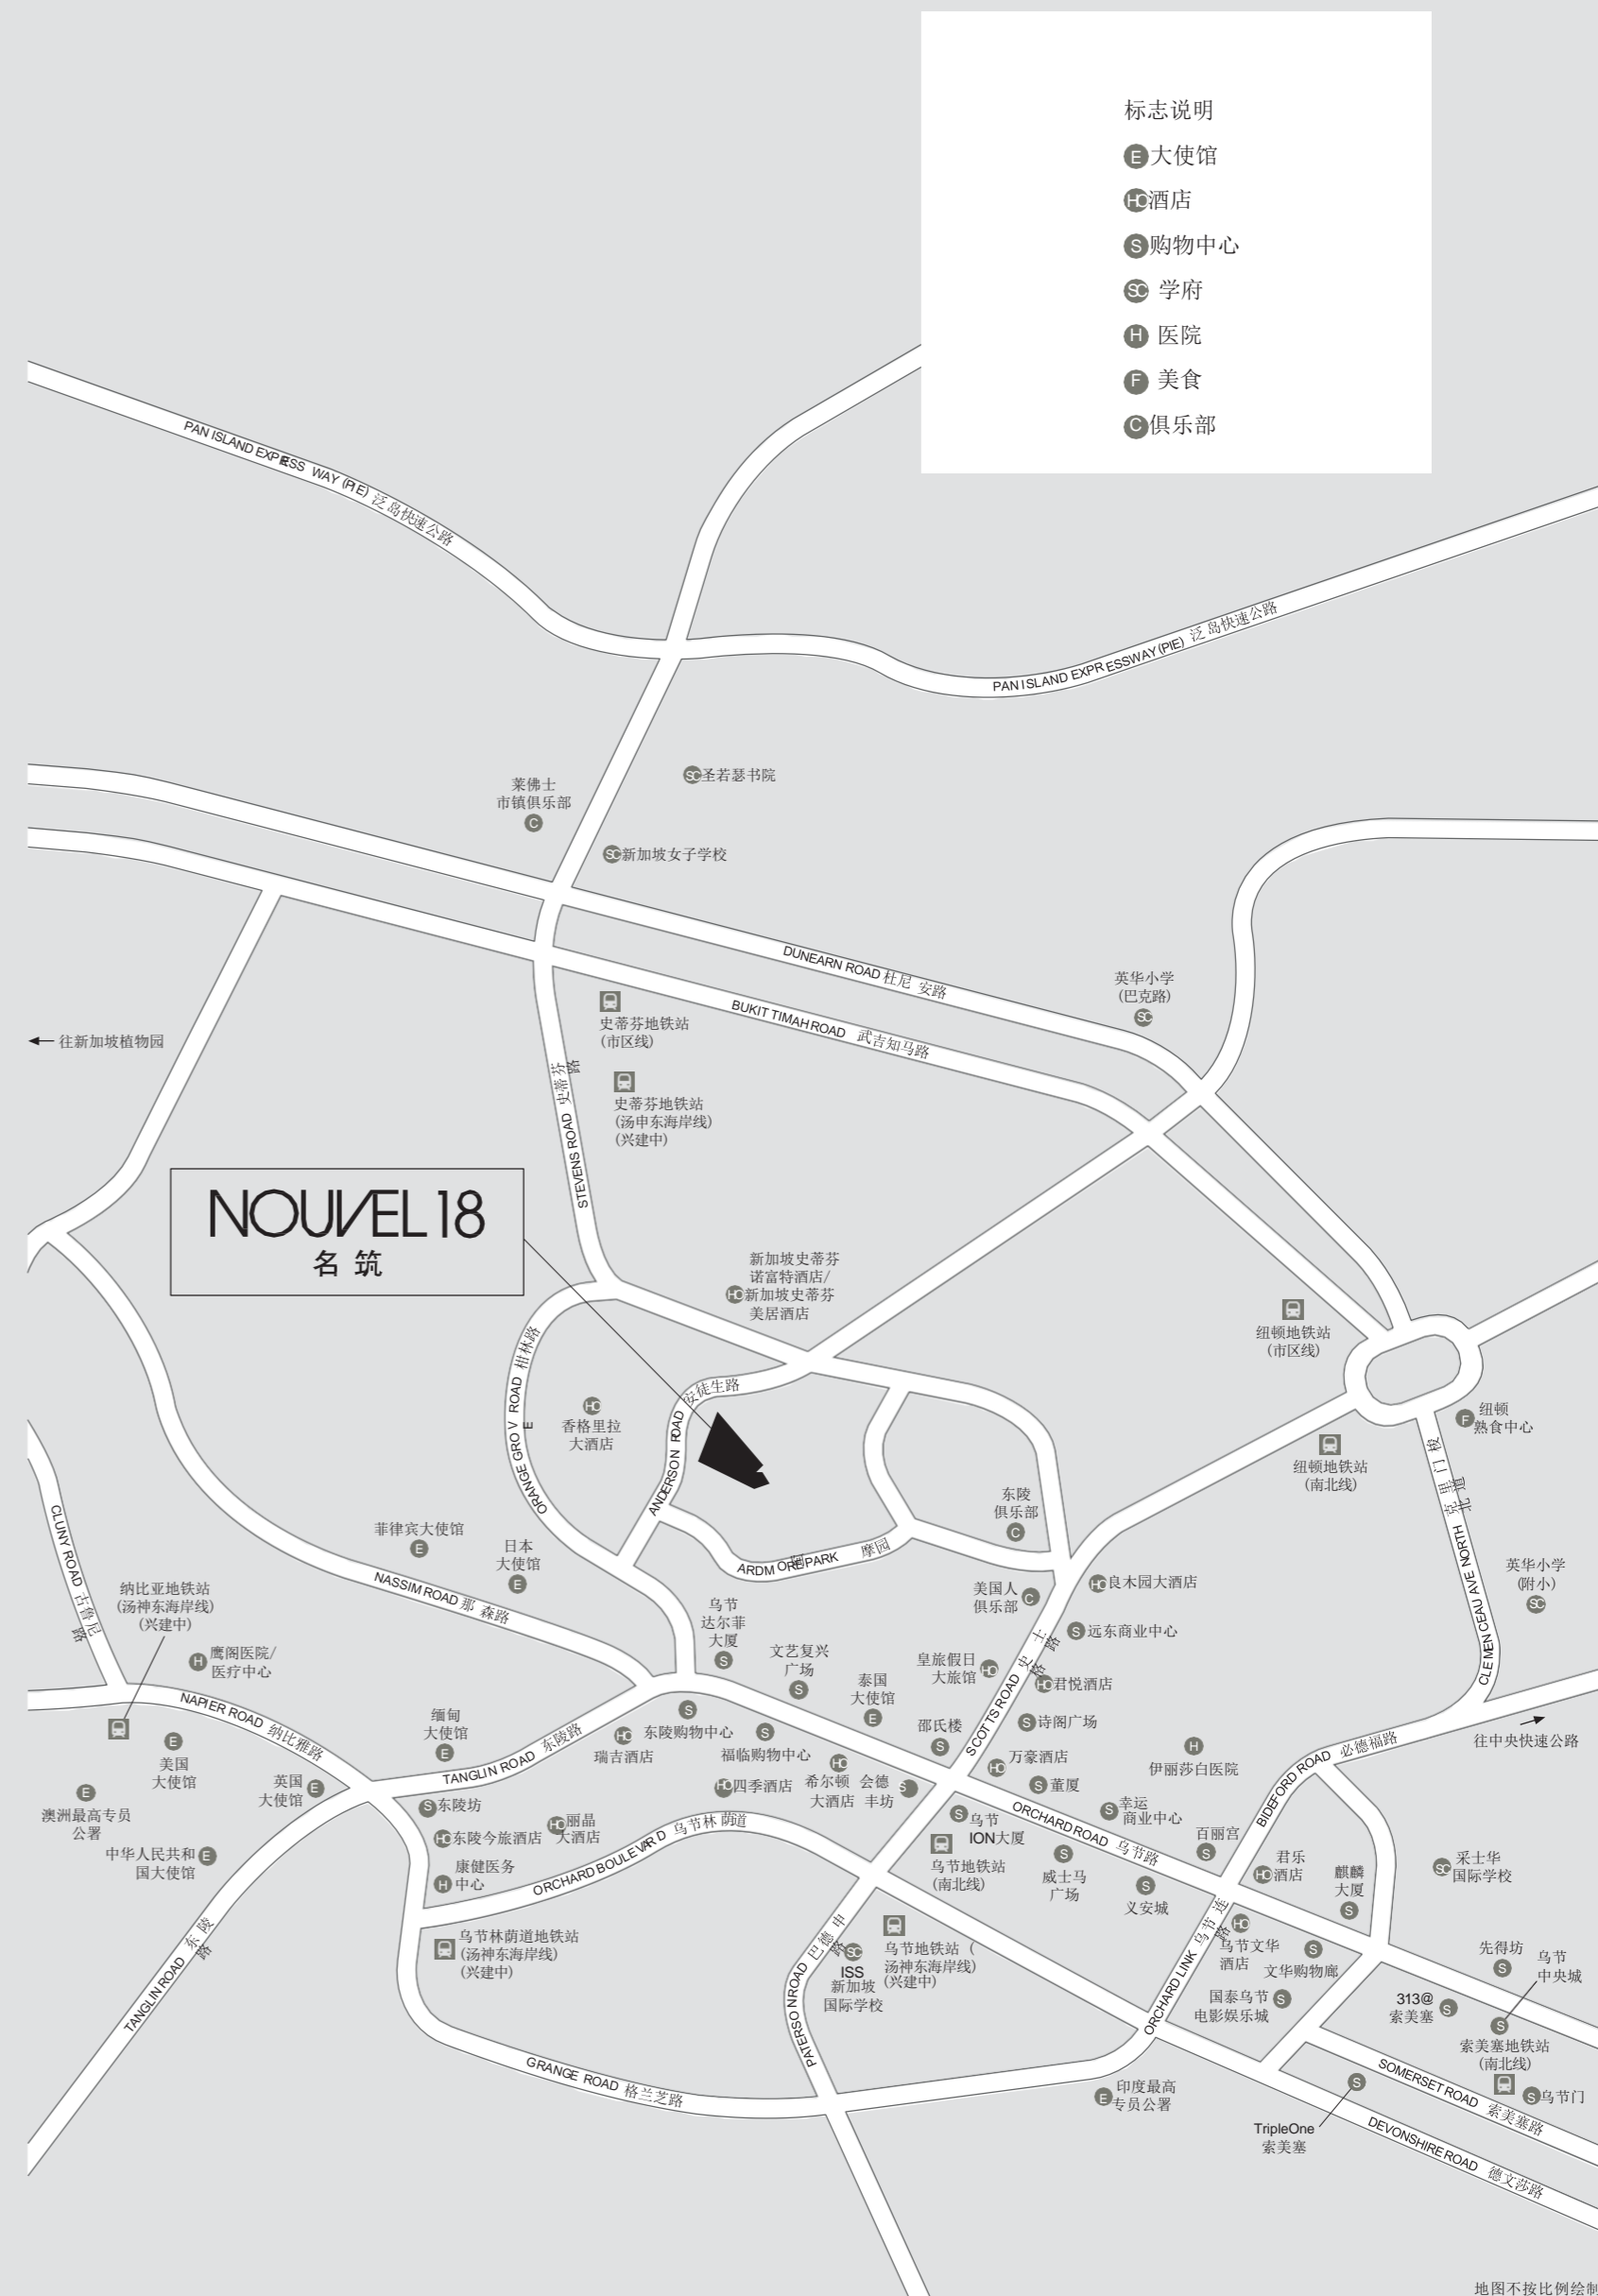 标志说明
E 大使馆
HO 酒店
S 购物中心
SC 学府
H 医院
F 美食
C 俱乐部
PAN ISLAND EXPRESS WAY (PIE) 泛岛快速公路
PAN ISLAND EXPRESSWAY (PIE) 泛岛快速公路
莱佛士
市镇俱乐部
C
SC 圣若瑟书院
SC 新加坡女子学校
DUNEARN ROAD 杜尼安路
BUKIT TIMAH ROAD 武吉知马路
英华小学
(巴克路)
SC
史蒂芬地铁站
(市区线)
往新加坡植物园
史蒂芬地铁站
(汤申东海岸线)
(兴建中)
STEVENS ROAD 史蒂芬路
NOUVEL 18
名筑
新加坡史蒂芬
诺富特酒店/
HO 新加坡史蒂芬
美居酒店
纽顿地铁站
(市区线)
ORANGE GROVE ROAD 柑林路
安徒生路
ANDERSON ROAD
HO
香格里拉
大酒店
F 纽顿
熟食中心
纽顿地铁站
(南北线)
CLEMENCEAU AVE NORTH
东陵
俱乐部
C
CLUNY ROAD 古鲁尼路
菲律宾大使馆
E
日本
大使馆
E
ARDMORE PARK 摩园
NASSIM ROAD 那森路
纳比亚地铁站
(汤神东海岸线)
(兴建中)
美国人
俱乐部 C
HO 良木园大酒店
英华小学
(附小)
SC
乌节
达尔菲
大厦
S
S 远东商业中心
H 鹰阁医院/
医疗中心
文艺复兴
广场
S
皇旅假日
大旅馆 HO
HO 君悦酒店
泰国
大使馆
E
SCOTTS ROAD 史格士路
NAPIER ROAD 纳比雅路
缅甸
大使馆
E
S
东陵购物中心
S
福临购物中心
邵氏楼
S
S 诗阁广场
HO
瑞吉酒店
TANGLIN ROAD 东陵路
E
美国
大使馆
H
伊丽莎白医院
往中央快速公路
BIDEFORD ROAD 必德福路
HO 万豪酒店
S 董厦
英国
大使馆 E
E
澳洲最高专员
公署
HO 四季酒店
HO
希尔顿
大酒店
会德
丰坊 S
S 东陵坊
HO 丽晶
大酒店
HO 东陵今旅酒店
S 乌节
ION大厦
S 幸运
商业中心
ORCHARD ROAD 乌节路
百丽宫
S
中华人民共和
国大使馆 E
H 康健医务
中心
ORCHARD BOULEVARD 乌节林荫道
乌节地铁站
(南北线)
S
威士马
广场
S
义安城
HO 君乐
酒店
麒麟
大厦
S
SC 采士华
国际学校
TANGLIN ROAD 东陵路
乌节林荫道地铁站
(汤神东海岸线)
(兴建中)
PATERSON ROAD 巴德申路
SC
ISS
新加坡
国际学校
乌节地铁站 (
汤神东海岸线)
(兴建中)
ORCHARD LINK 乌节连路
HO
乌节文华
酒店
S
文华购物廊
国泰乌节
电影娱乐城 S
先得坊
S
乌节
中央城
313@
索美塞 S
S
索美塞地铁站
(南北线)
S 乌节门
GRANGE ROAD 格兰芝路
E 印度最高
专员公署
S
TripleOne
索美塞
SOMERSET ROAD 索美塞路
DEVONSHIRE ROAD 德文莎路
地图不按比例绘制